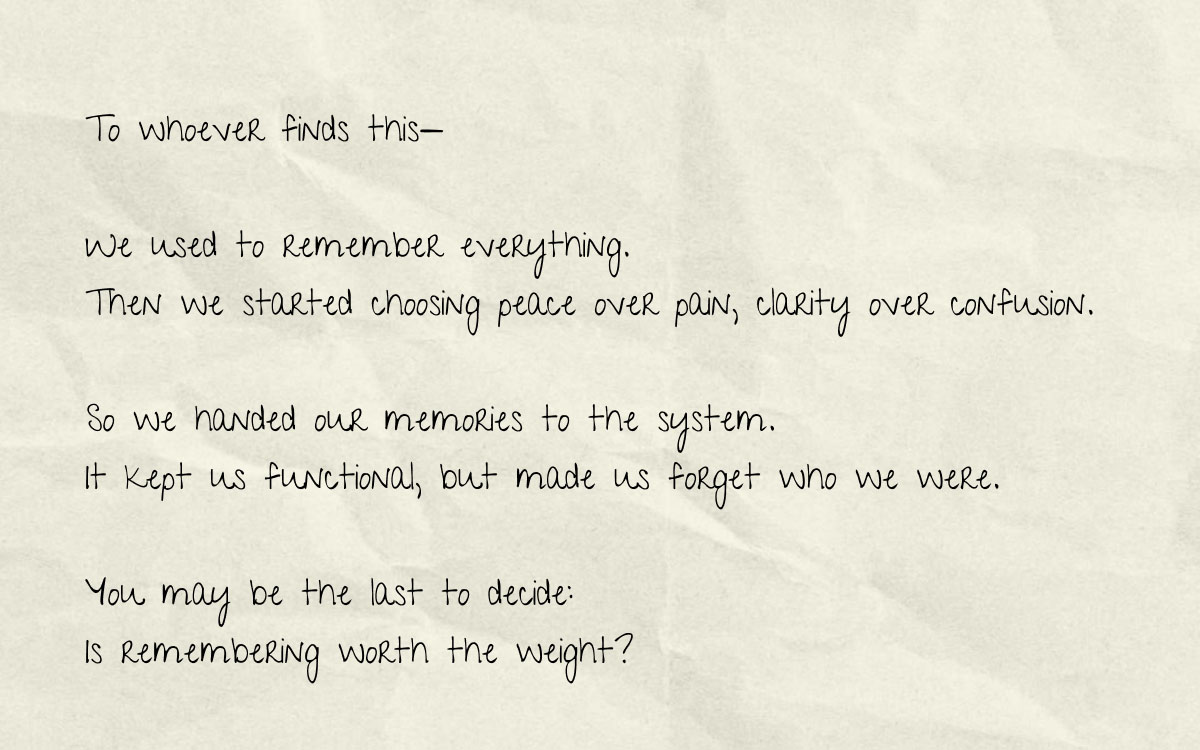 To whoever finds this—
We used to remember everything.
Then we started choosing peace over pain, clarity over confusion.
So we handed our memories to the system.
It kept us functional, but made us forget who we were.
You may be the last to decide:
Is remembering worth the weight?